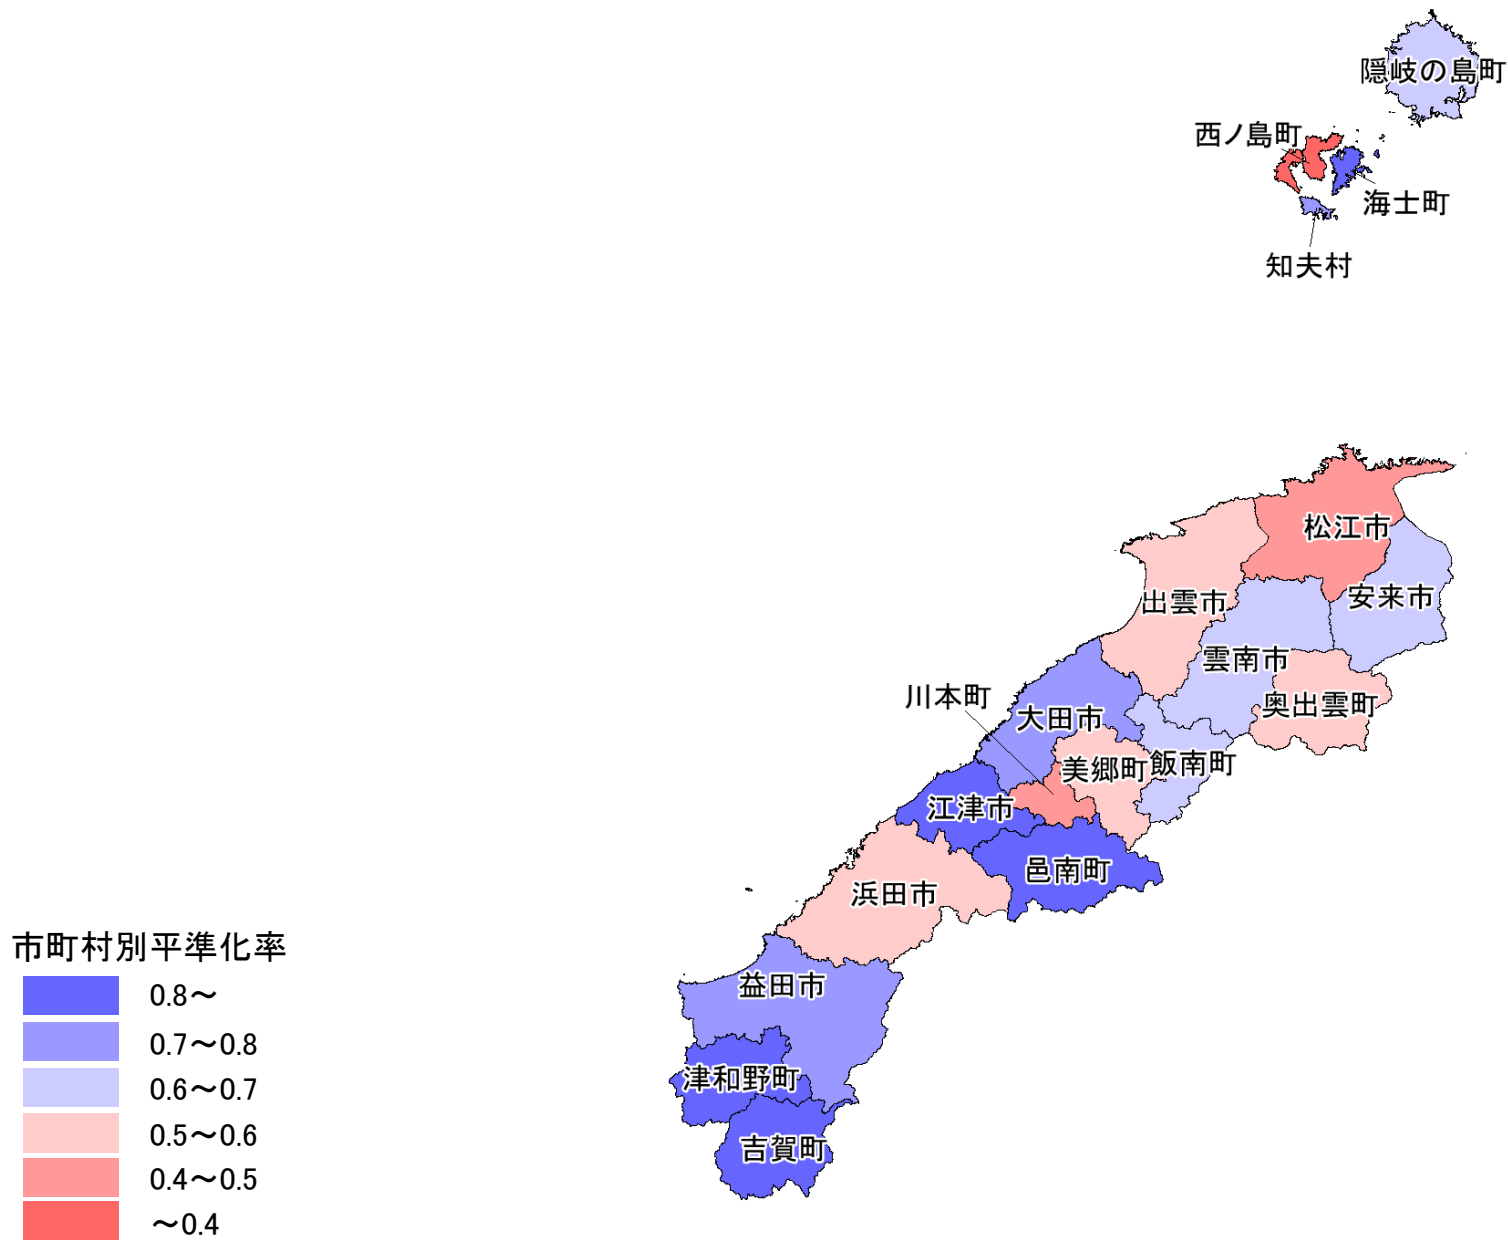 隠岐の島町
西ノ島町
海士町
知夫村
松江市
安来市
出雲市
雲南市
奥出雲町
川本町
大田市
美郷町
飯南町
江津市
邑南町
浜田市
益田市
津和野町
吉賀町
市町村別平準化率
0.8～
0.7～0.8
0.6～0.7
0.5～0.6
0.4～0.5
～0.4